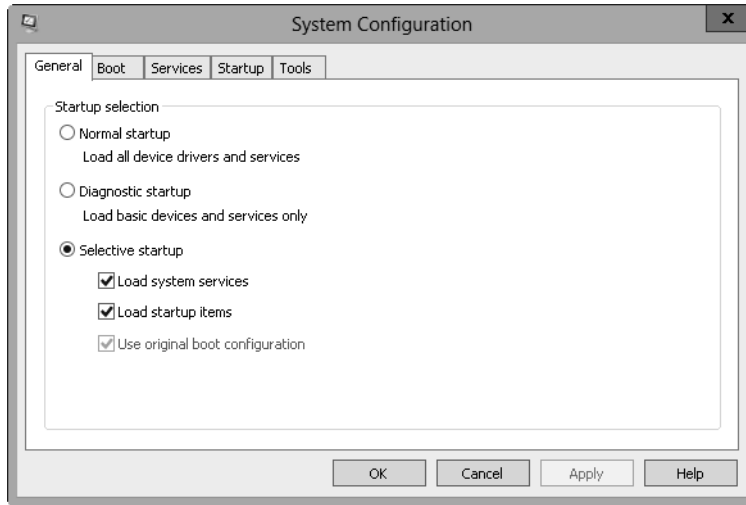 System Configuration
x
General Boot Services Startup Tools
Startup selection
Normal startup
Load all device drivers and services
Diagnostic startup
Load basic devices and services only
Selective startup
Load system services
Load startup items
Use original boot configuration
OK Cancel Apply Help